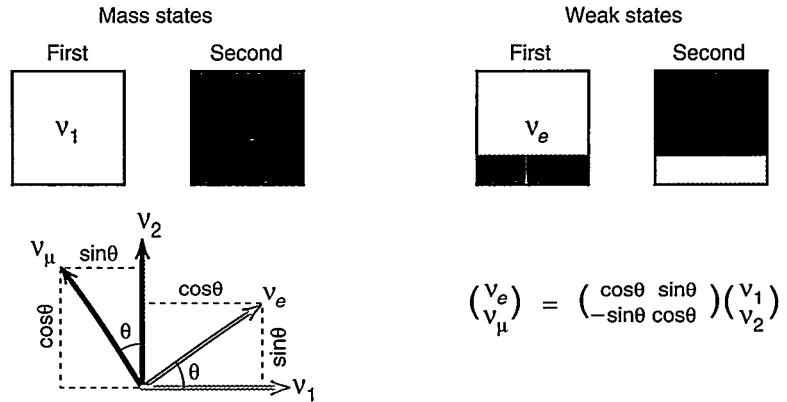 Mass states
Weak states
First
Second
First
Second
ν1
νe
ν2
νμ
sinθ
cosθ
νe
cosθ
θ
θ
sinθ
ν1
(νe νμ) = (cosθ sinθ -sinθ cosθ)(ν1 ν2)